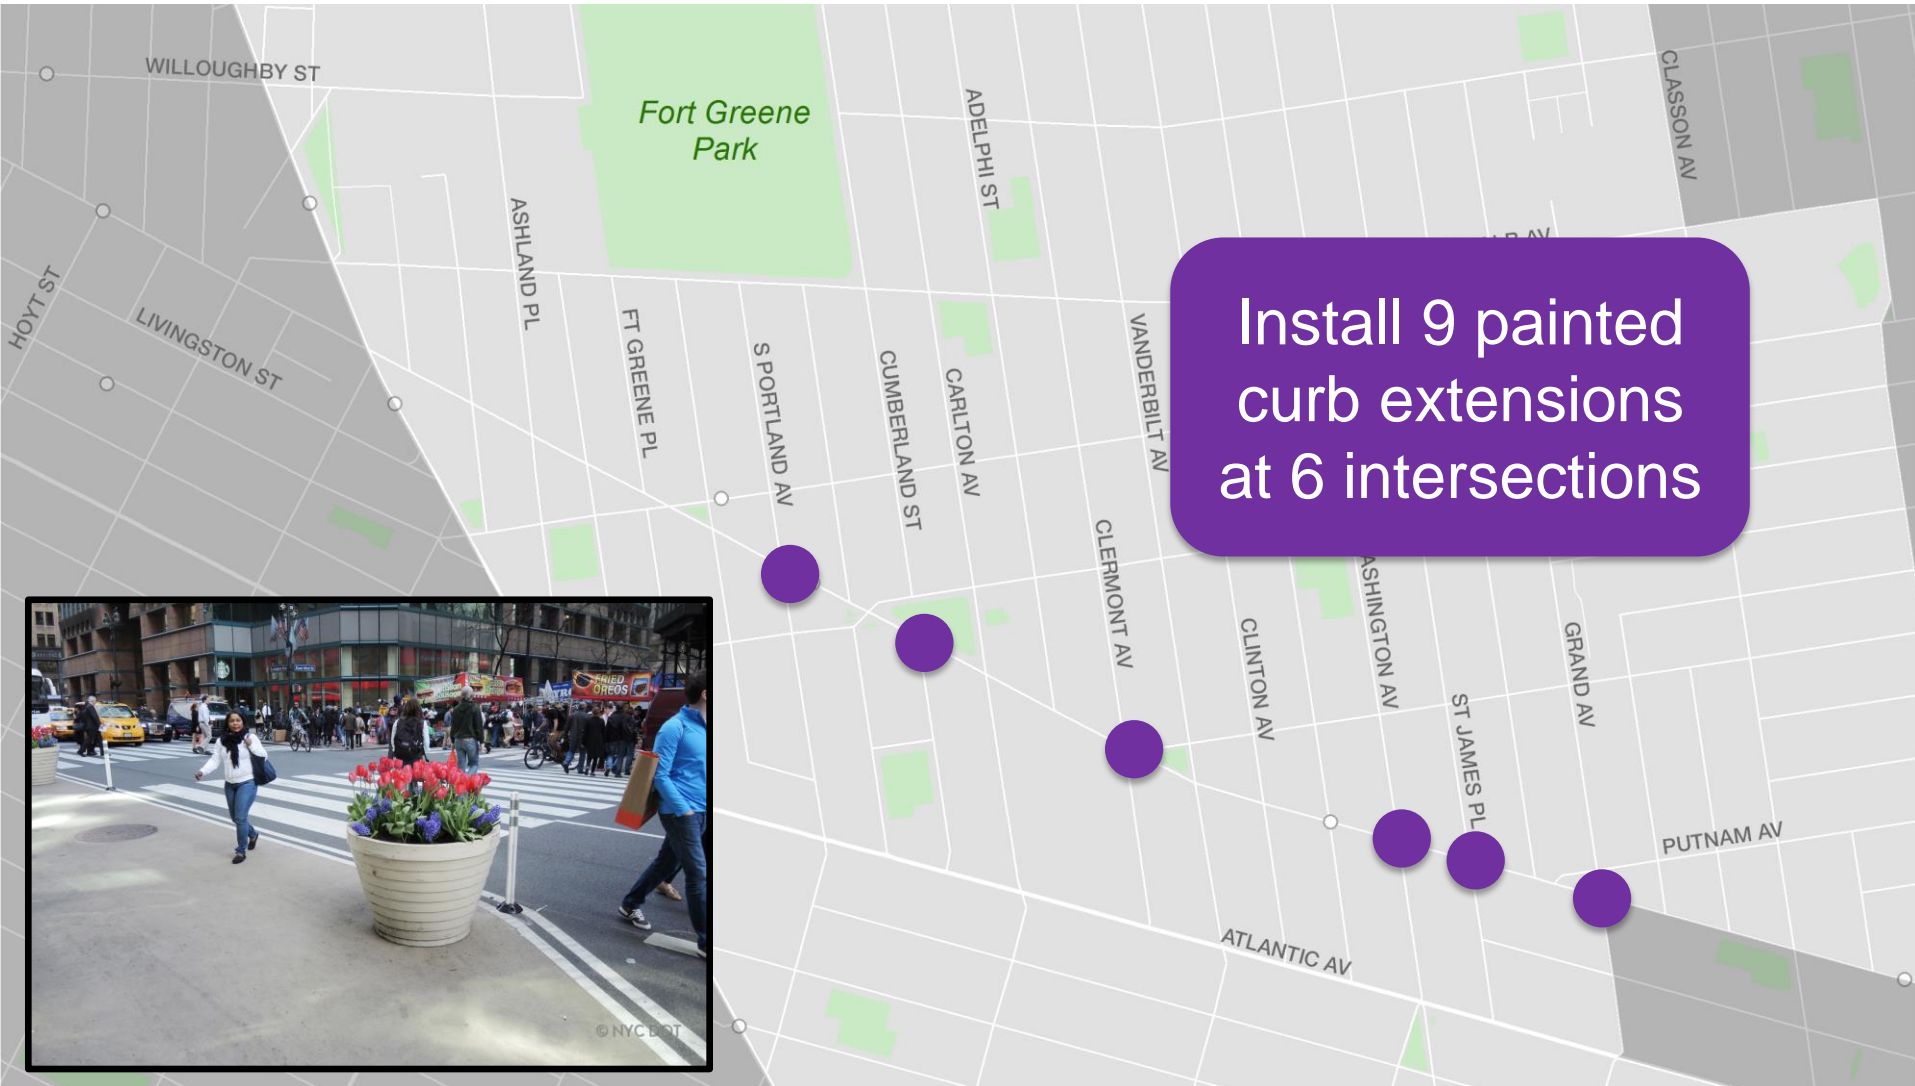 WILLOUGHBY ST
Fort Greene
Park
ADELPHI ST
CLASSON AV
ASHLAND PL
HOYT ST
LIVINGSTON ST
FT GREENE PL
S PORTLAND AV
CUMBERLAND ST
CARLTON AV
VANDERBILT AV
Install 9 painted
curb extensions
at 6 intersections
CLERMONT AV
CLINTON AV
ASHINGTON AV
ST JAMES PL
GRAND AV
PUTNAM AV
ATLANTIC AV
FRIED
OREOS
© NYC DOT